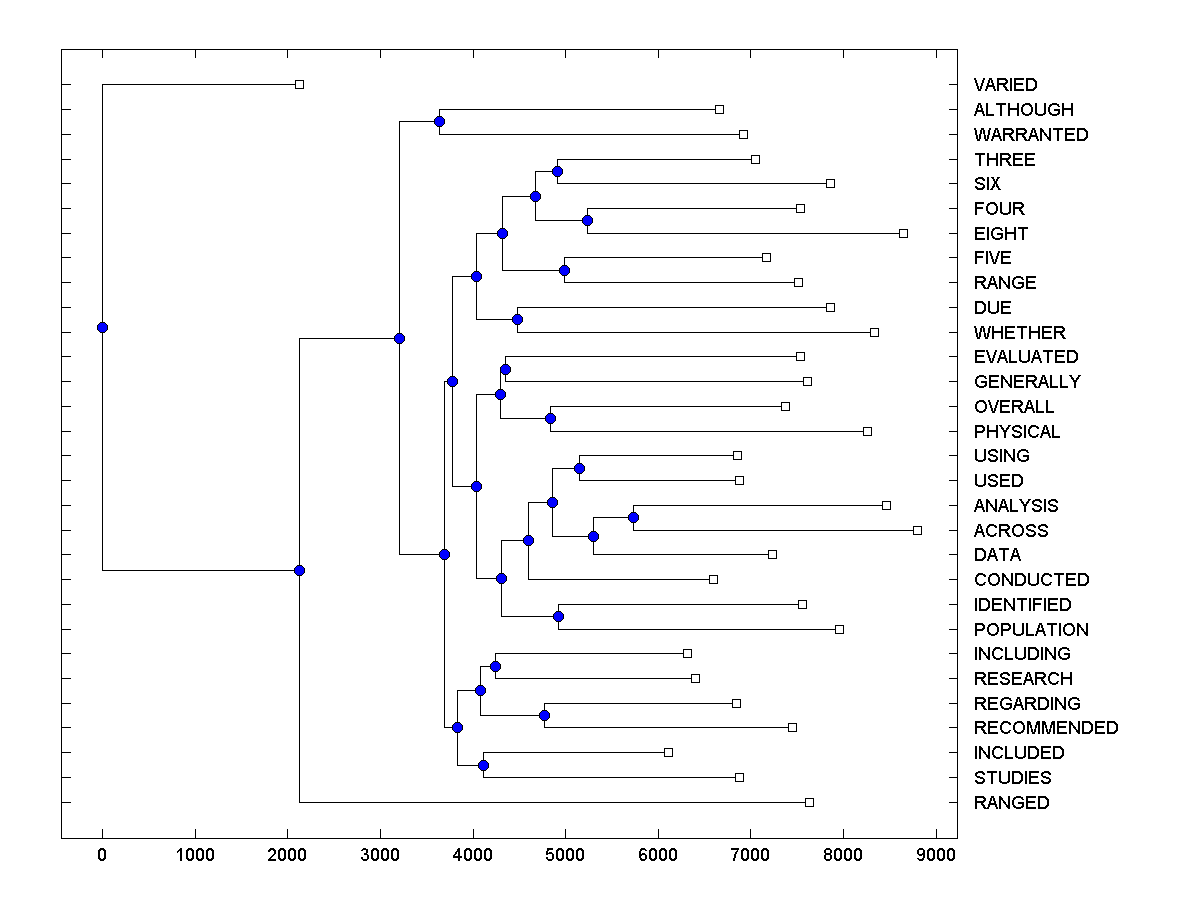 VARIED
ALTHOUGH
WARRANTED
THREE
SIX
FOUR
EIGHT
FIVE
RANGE
DUE
WHETHER
EVALUATED
GENERALLY
OVERALL
PHYSICAL
USING
USED
ANALYSIS
ACROSS
DATA
CONDUCTED
IDENTIFIED
POPULATION
INCLUDING
RESEARCH
REGARDING
RECOMMENDED
INCLUDED
STUDIES
RANGED
0 1000 2000 3000 4000 5000 6000 7000 8000 9000